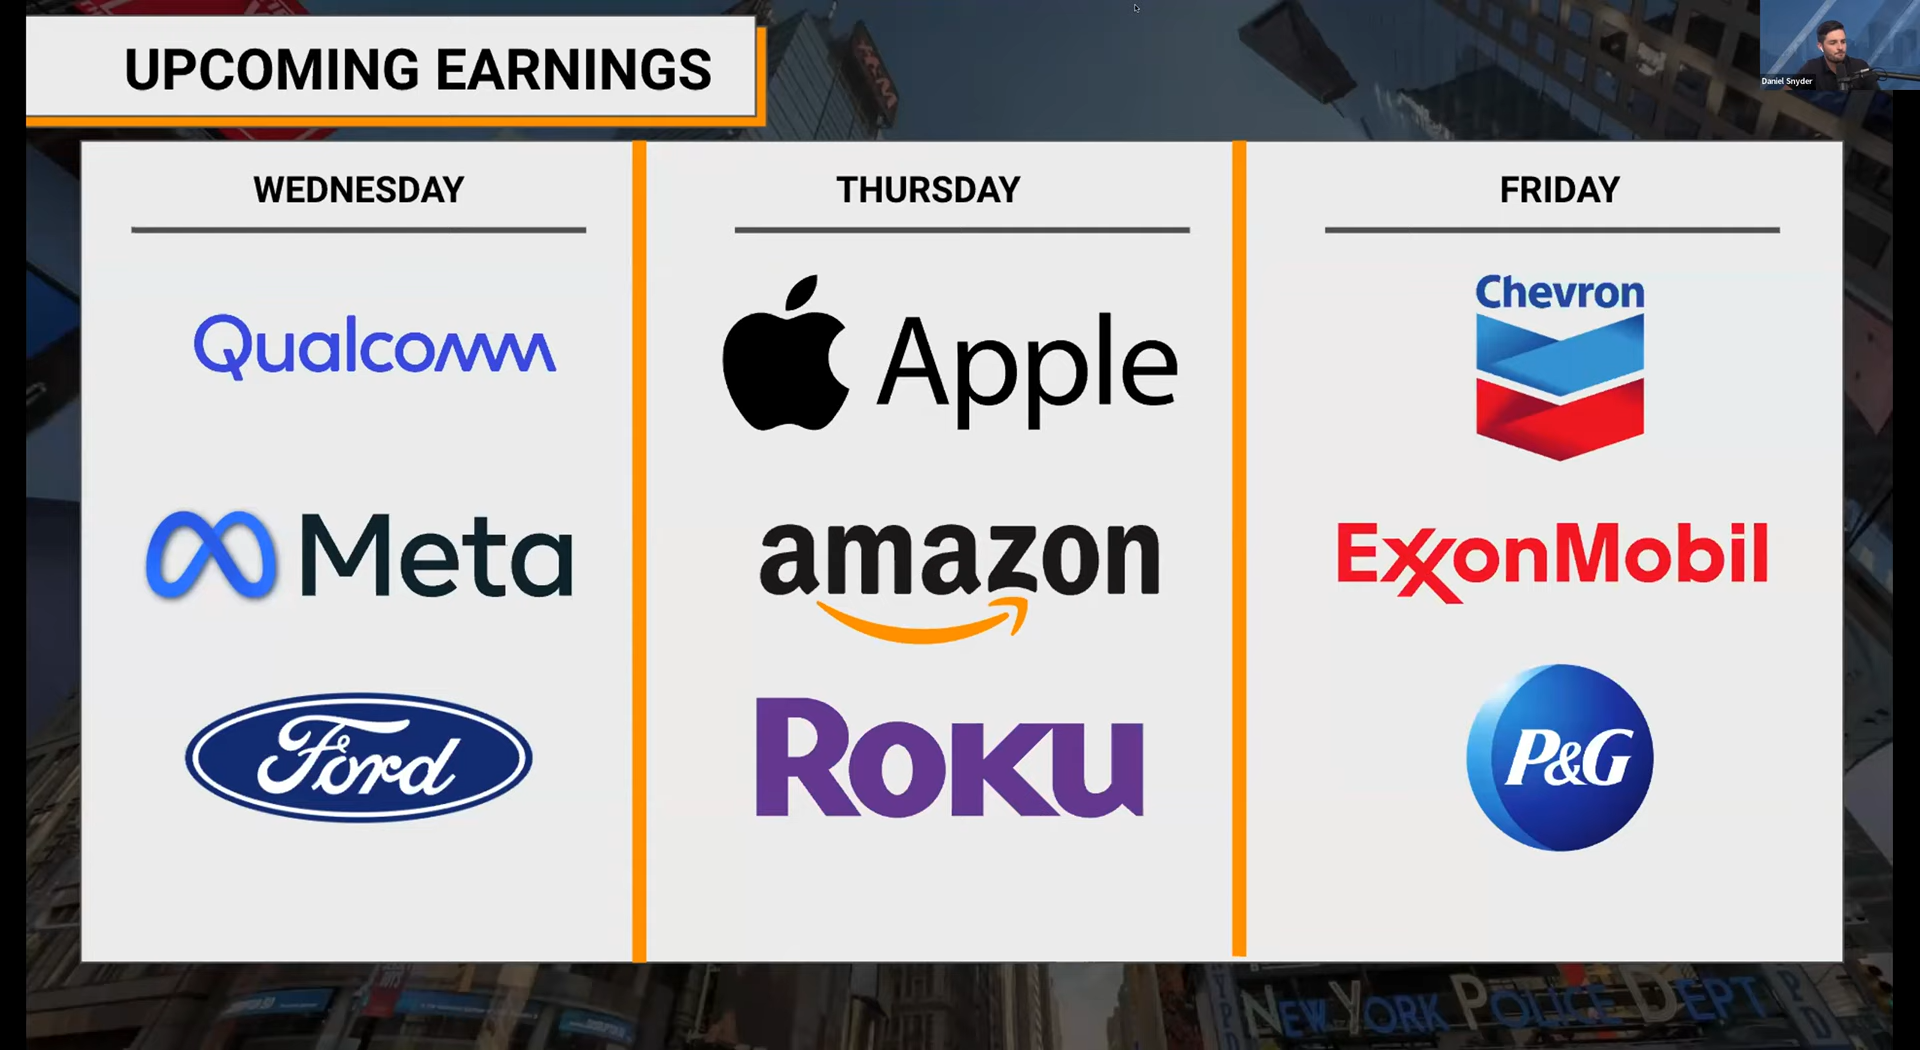 UPCOMING EARNINGS
Daniel Snyder
WEDNESDAY
Qualcomm
Meta
Ford
THURSDAY
Apple
amazon
Roku
FRIDAY
Chevron
ExxonMobil
P&G
NEW YORK POLICE DEPT
NYPD